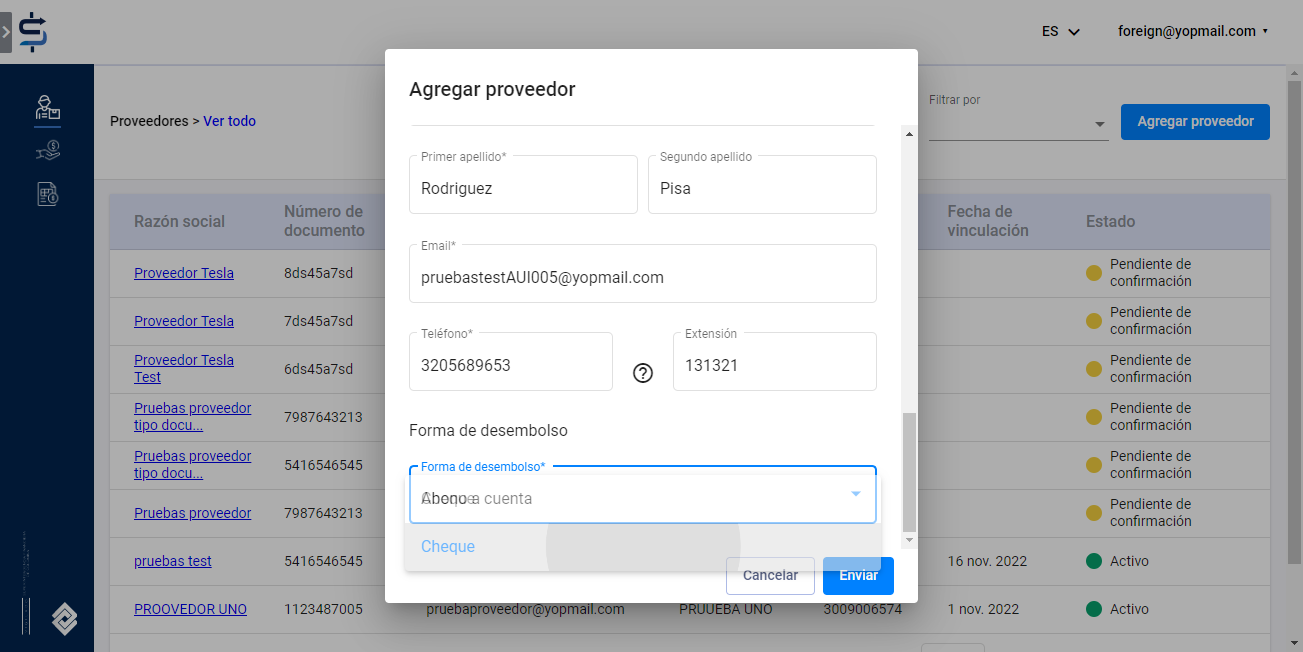 ES
foreign@yopmail.com
Proveedores > Ver todo
Filtrar por
Agregar proveedor
Razón social
Número de
documento
Fecha de
vinculación
Estado
Proveedor Tesla
8ds45a7sd
Pendiente de
confirmación
Proveedor Tesla
7ds45a7sd
Pendiente de
confirmación
Proveedor Tesla
Test
6ds45a7sd
Pendiente de
confirmación
Pruebas proveedor
tipo docu...
7987643213
Pendiente de
confirmación
Pruebas proveedor
tipo docu...
5416546545
Pendiente de
confirmación
Pruebas proveedor
7987643213
Pendiente de
confirmación
pruebas test
5416546545
16 nov. 2022
Activo
PROOVEDOR UNO
1123487005
pruebaproveedor@yopmail.com
PRUUEBA UNO
3009006574
1 nov. 2022
Activo
Agregar proveedor
Primer apellido*
Rodriguez
Segundo apellido
Pisa
Email*
pruebastestAUI005@yopmail.com
Teléfono*
3205689653
Extensión
131321
Forma de desembolso
Forma de desembolso*
Abono a cuenta
Cheque
Cancelar
Enviar